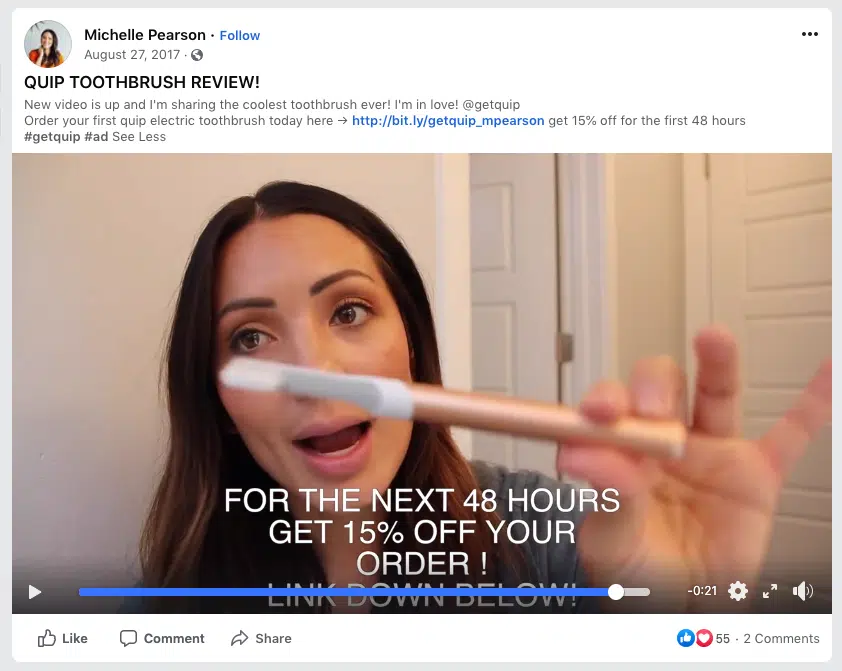 Michelle Pearson · Follow
August 27, 2017 ·
QUIP TOOTHBRUSH REVIEW!
New video is up and I'm sharing the coolest toothbrush ever! I'm in love! @getquip
Order your first quip electric toothbrush today here → http://bit.ly/getquip_mpearson get 15% off for the first 48 hours
#getquip #ad See Less
FOR THE NEXT 48 HOURS
GET 15% OFF YOUR
ORDER !
LINK DOWN BELOW!
-0:21
Like Comment Share 55 · 2 Comments